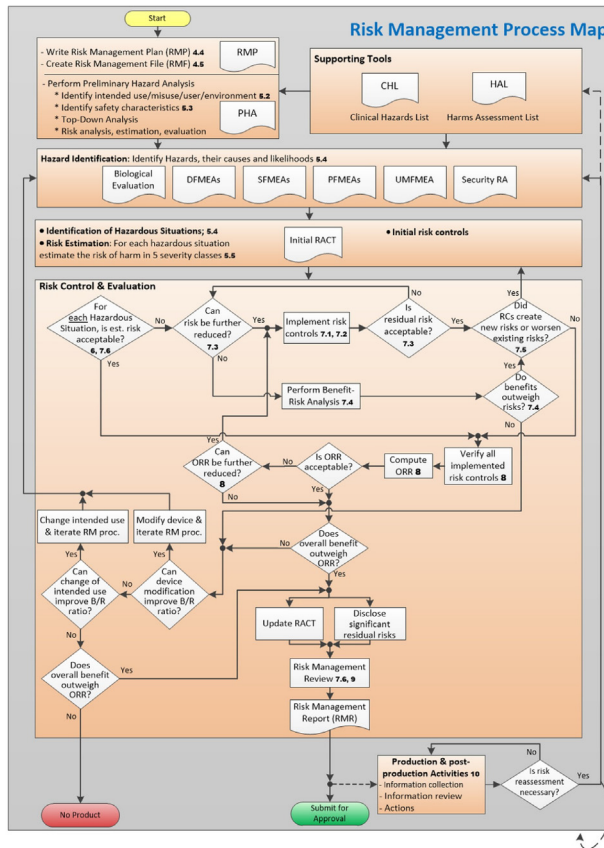 Start
Risk Management Process Map
- Write Risk Management Plan (RMP) 4.4
- Create Risk Management File (RMF) 4.5
RMP
- Perform Preliminary Hazard Analysis
* Identify intended use/misuse/user/environment 5.2
* Identify safety characteristics 5.3
* Top-Down Analysis
* Risk analysis, estimation, evaluation
PHA
Supporting Tools
CHL
HAL
Clinical Hazards List
Harms Assessment List
Hazard Identification: Identify Hazards, their causes and likelihoods 5.4
Biological
Evaluation
DFMEAs
SFMEAs
PFMEAs
UMFMEA
Security RA
● Identification of Hazardous Situations; 5.4
● Risk Estimation: For each hazardous situation
estimate the risk of harm in 5 severity classes 5.5
Initial RACT
● Initial risk controls
Risk Control & Evaluation
For
each Hazardous
Situation, is est. risk
acceptable?
6, 7.6
No
Yes
Can
risk be further
reduced?
7.3
Yes
No
Implement risk
controls 7.1, 7.2
No
Is
residual risk
acceptable?
7.3
Yes
Did
RCs create
new risks or worsen
existing risks?
7.5
Yes
No
Perform Benefit-
Risk Analysis 7.4
Do
benefits
outweigh
risks? 7.4
Yes
No
Yes
Can
ORR be further
reduced?
8
No
No
Is ORR
acceptable?
Yes
Compute
ORR 8
Verify all
implemented
risk controls 8
Change intended use
& iterate RM proc.
Modify device &
iterate RM proc.
Yes
Yes
No
Does
overall benefit
outweigh ORR?
Yes
Can
change of
intended use
improve B/R
ratio?
No
No
Can
device
modification
improve B/R
ratio?
Update RACT
Disclose
significant
residual risks
Does
overall benefit
outweigh ORR?
Yes
No
Risk Management
Review 7.6, 9
Risk Management
Report (RMR)
Production & post-
production Activities 10
- Information collection
- Information review
- Actions
No
Is risk
reassessment
necessary?
Yes
No Product
Submit for
Approval